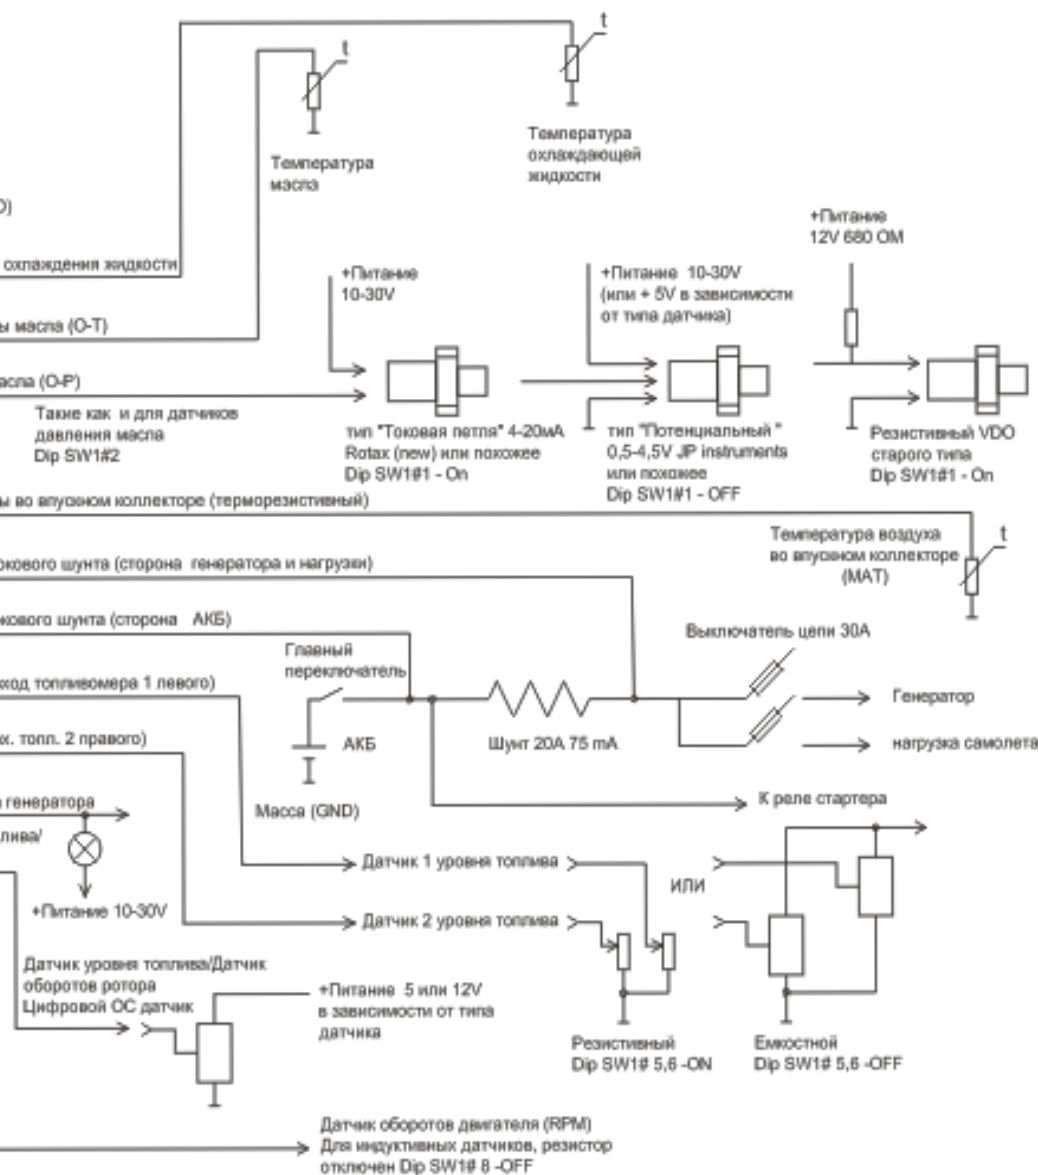 t
t
Температура
охлаждающей
жидкости
Температура
масла
+Питание
12V 680 ОМ
охлаждения жидкости
+Питание
10-30V
+Питание 10-30V
(или + 5V в зависимости
от типа датчика)
ы масла (О-Т)
асла (О-Р)
Такие как и для датчиков
давления масла
Dip SW1#2
тип "Токовая петля" 4-20мА
Rotax (new) или похожее
Dip SW1#1 - On
тип "Потенциальный "
0,5-4,5V JP instruments
или похожее
Dip SW1#1 - OFF
Резистивный VDO
старого типа
Dip SW1#1 - On
ы во впускном коллекторе (терморезистивный)
Температура воздуха
во впускном коллекторе
(МАТ)
t
окового шунта (сторона генератора и нагрузки)
окового шунта (сторона АКБ)
Выключатель цепи 30А
Главный
переключатель
ход топливомера 1 левого)
Генератор
х. топл. 2 правого)
АКБ
Шунт 20А 75 mA
нагрузка самолета
генератора
Масса (GND)
К реле стартера
лива/
Датчик 1 уровня топлива
ИЛИ
+Питание 10-30V
Датчик 2 уровня топлива
Датчик уровня топлива/Датчик
оборотов ротора
Цифровой ОС датчик
+Питание 5 или 12V
в зависимости от типа
датчика
Резистивный
Dip SW1# 5,6 -ON
Емкостной
Dip SW1# 5,6 -OFF
Датчик оборотов двигателя (RPM)
Для индуктивных датчиков, резистор
отключен Dip SW1# 8 -OFF